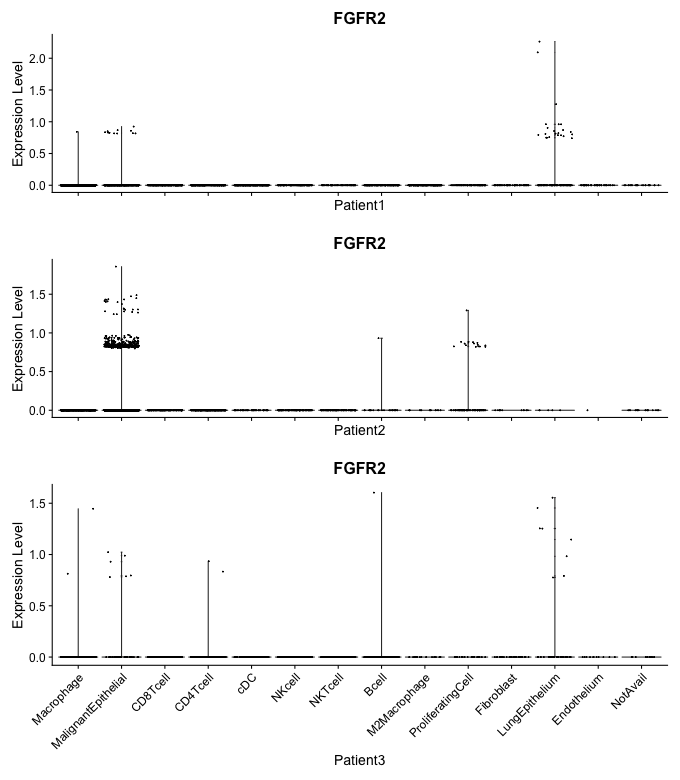 FGFR2
Expression Level
2.0
1.5
1.0
0.5
0.0
Patient1
FGFR2
Expression Level
1.5
1.0
0.5
0.0
Patient2
FGFR2
Expression Level
1.5
1.0
0.5
0.0
Macrophage
MalignantEpithelial
CD8Tcell
CD4Tcell
cDC
NKcell
NKTcell
Bcell
M2Macrophage
ProliferatingCell
Fibroblast
LungEpithelium
Endothelium
NotAvail
Patient3